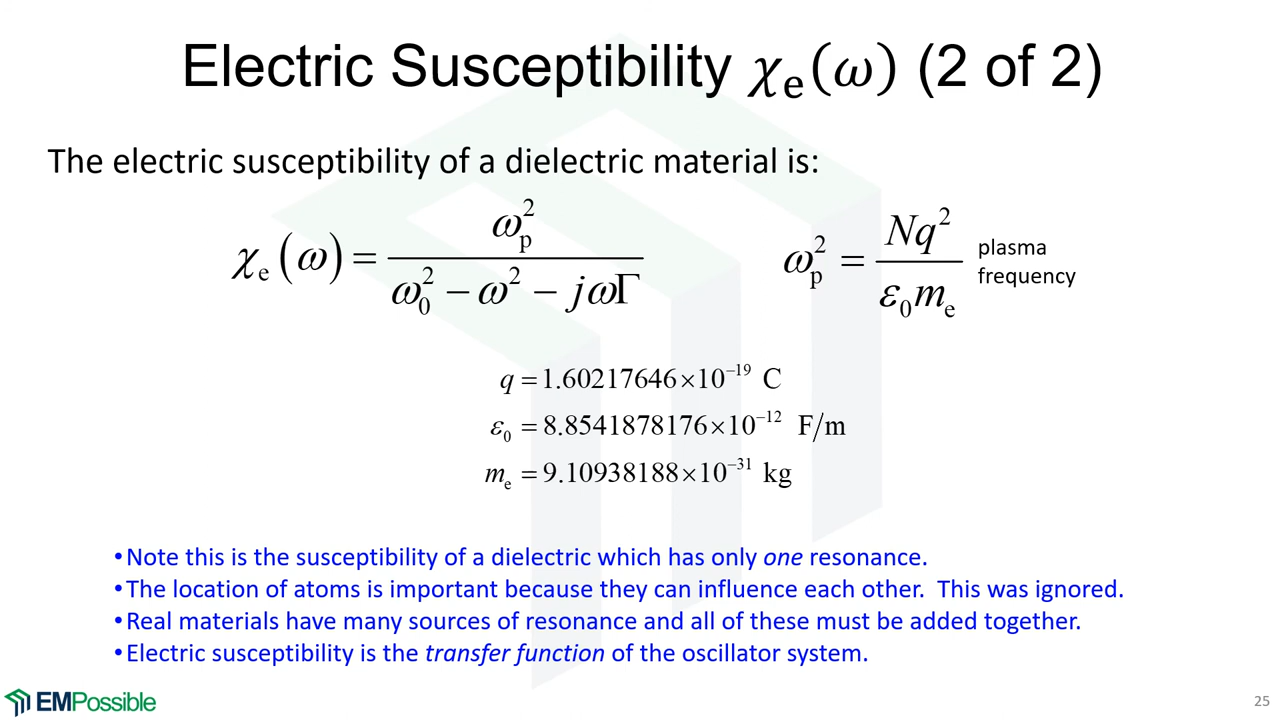 Electric Susceptibility χₑ(ω) (2 of 2)
The electric susceptibility of a dielectric material is:
χₑ(ω) = ωₚ² / (ω₀² − ω² − jωΓ)
ωₚ² = Nq² / (ε₀mₑ)
plasma
frequency
q = 1.60217646×10⁻¹⁹ C
ε₀ = 8.8541878176×10⁻¹² F/m
mₑ = 9.10938188×10⁻³¹ kg
•Note this is the susceptibility of a dielectric which has only one resonance.
•The location of atoms is important because they can influence each other.  This was ignored.
•Real materials have many sources of resonance and all of these must be added together.
•Electric susceptibility is the transfer function of the oscillator system.
EMPossible
25